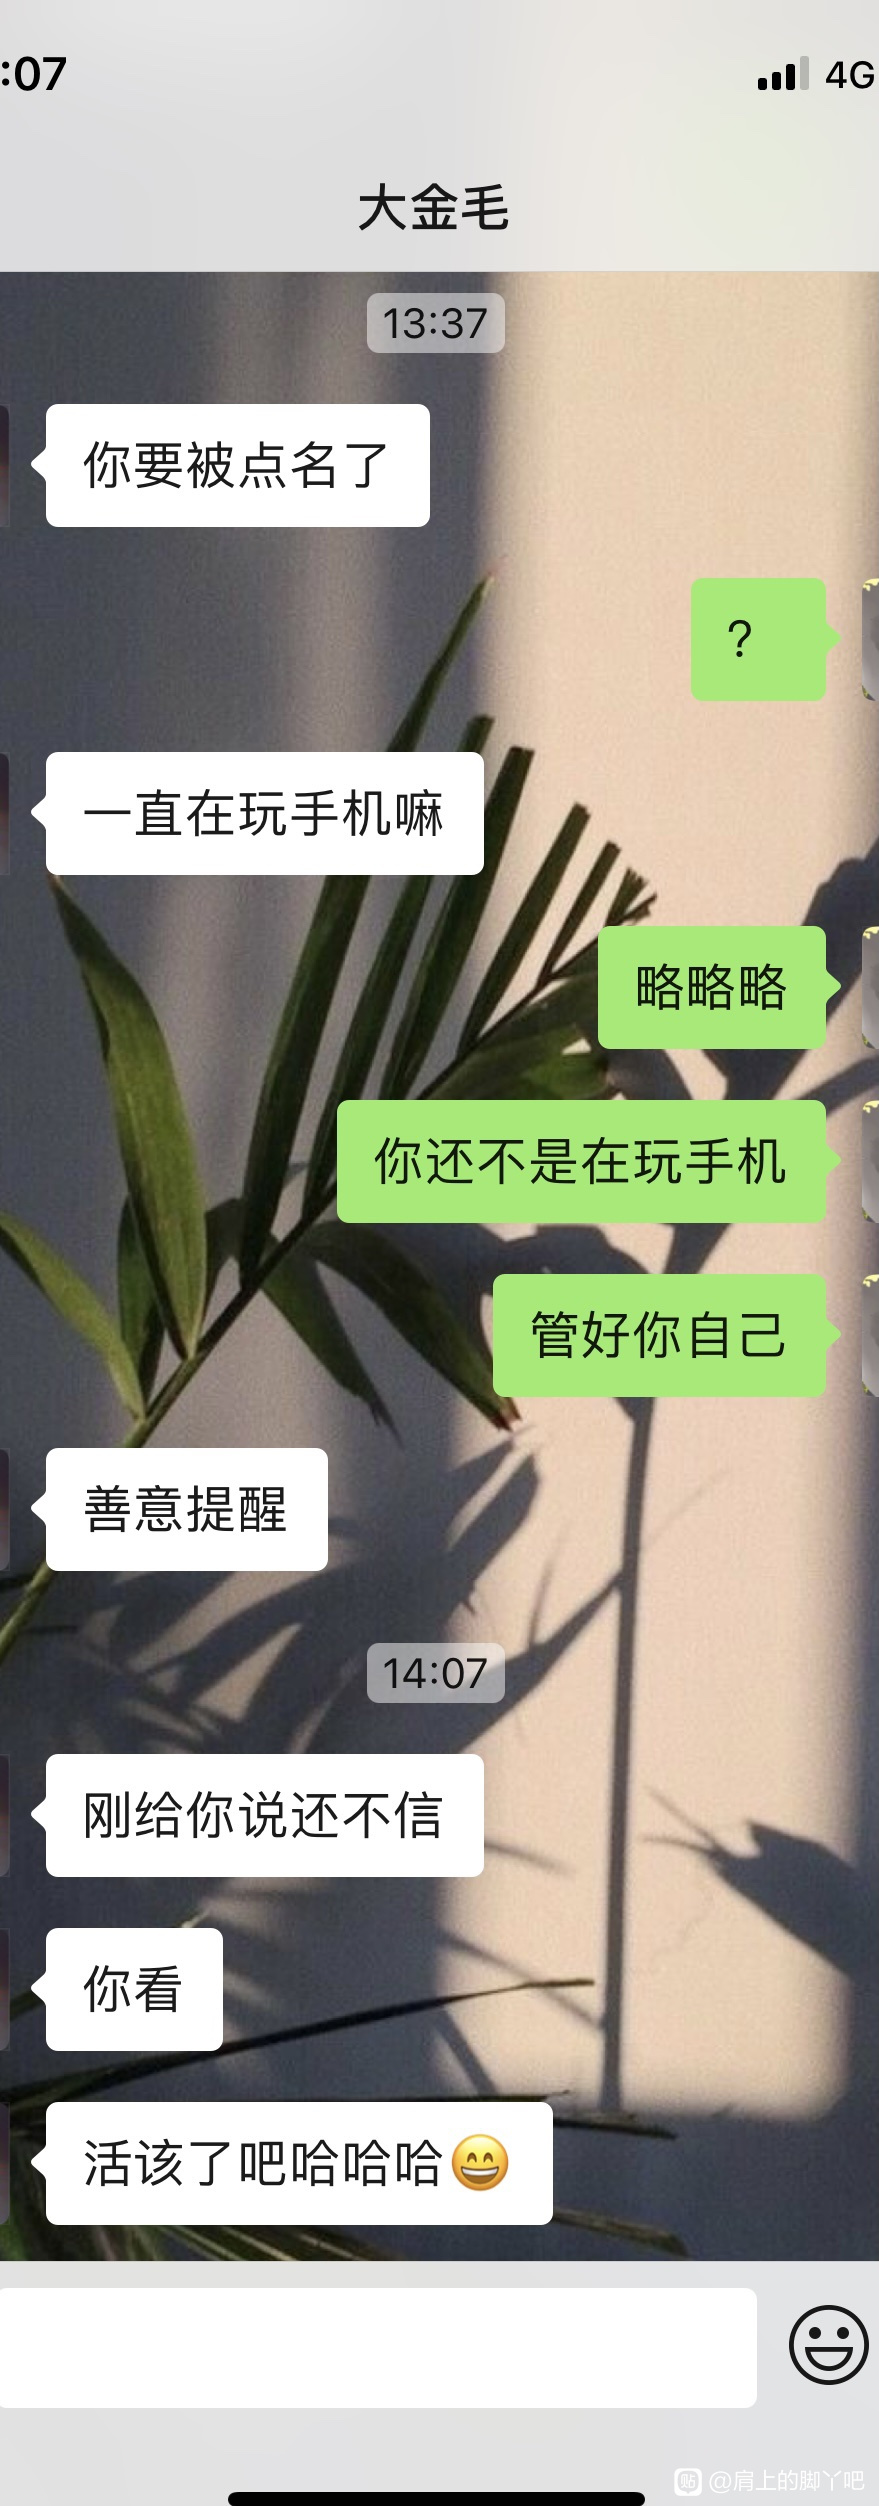 :07
4G
大金毛
13:37
你要被点名了
?
一直在玩手机嘛
略略略
你还不是在玩手机
管好你自己
善意提醒
14:07
刚给你说还不信
你看
活该了吧哈哈哈😄
贴 @肩上的脚丫吧